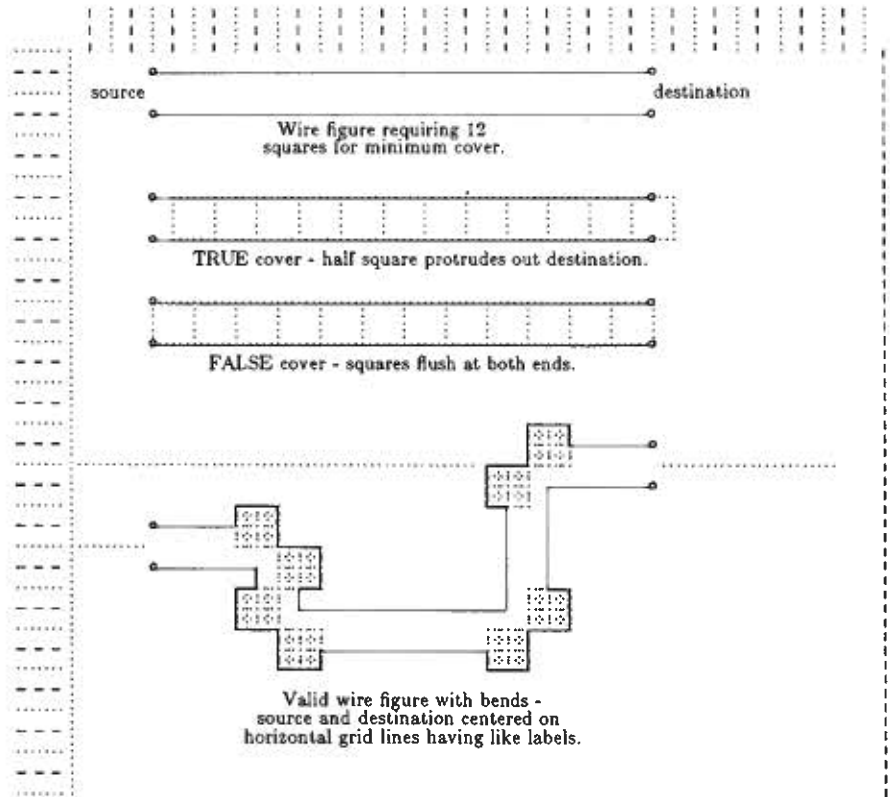 source
destination
Wire figure requiring 12
squares for minimum cover.
TRUE cover - half square protrudes out destination.
FALSE cover - squares flush at both ends.
Valid wire figure with bends -
source and destination centered on
horizontal grid lines having like labels.